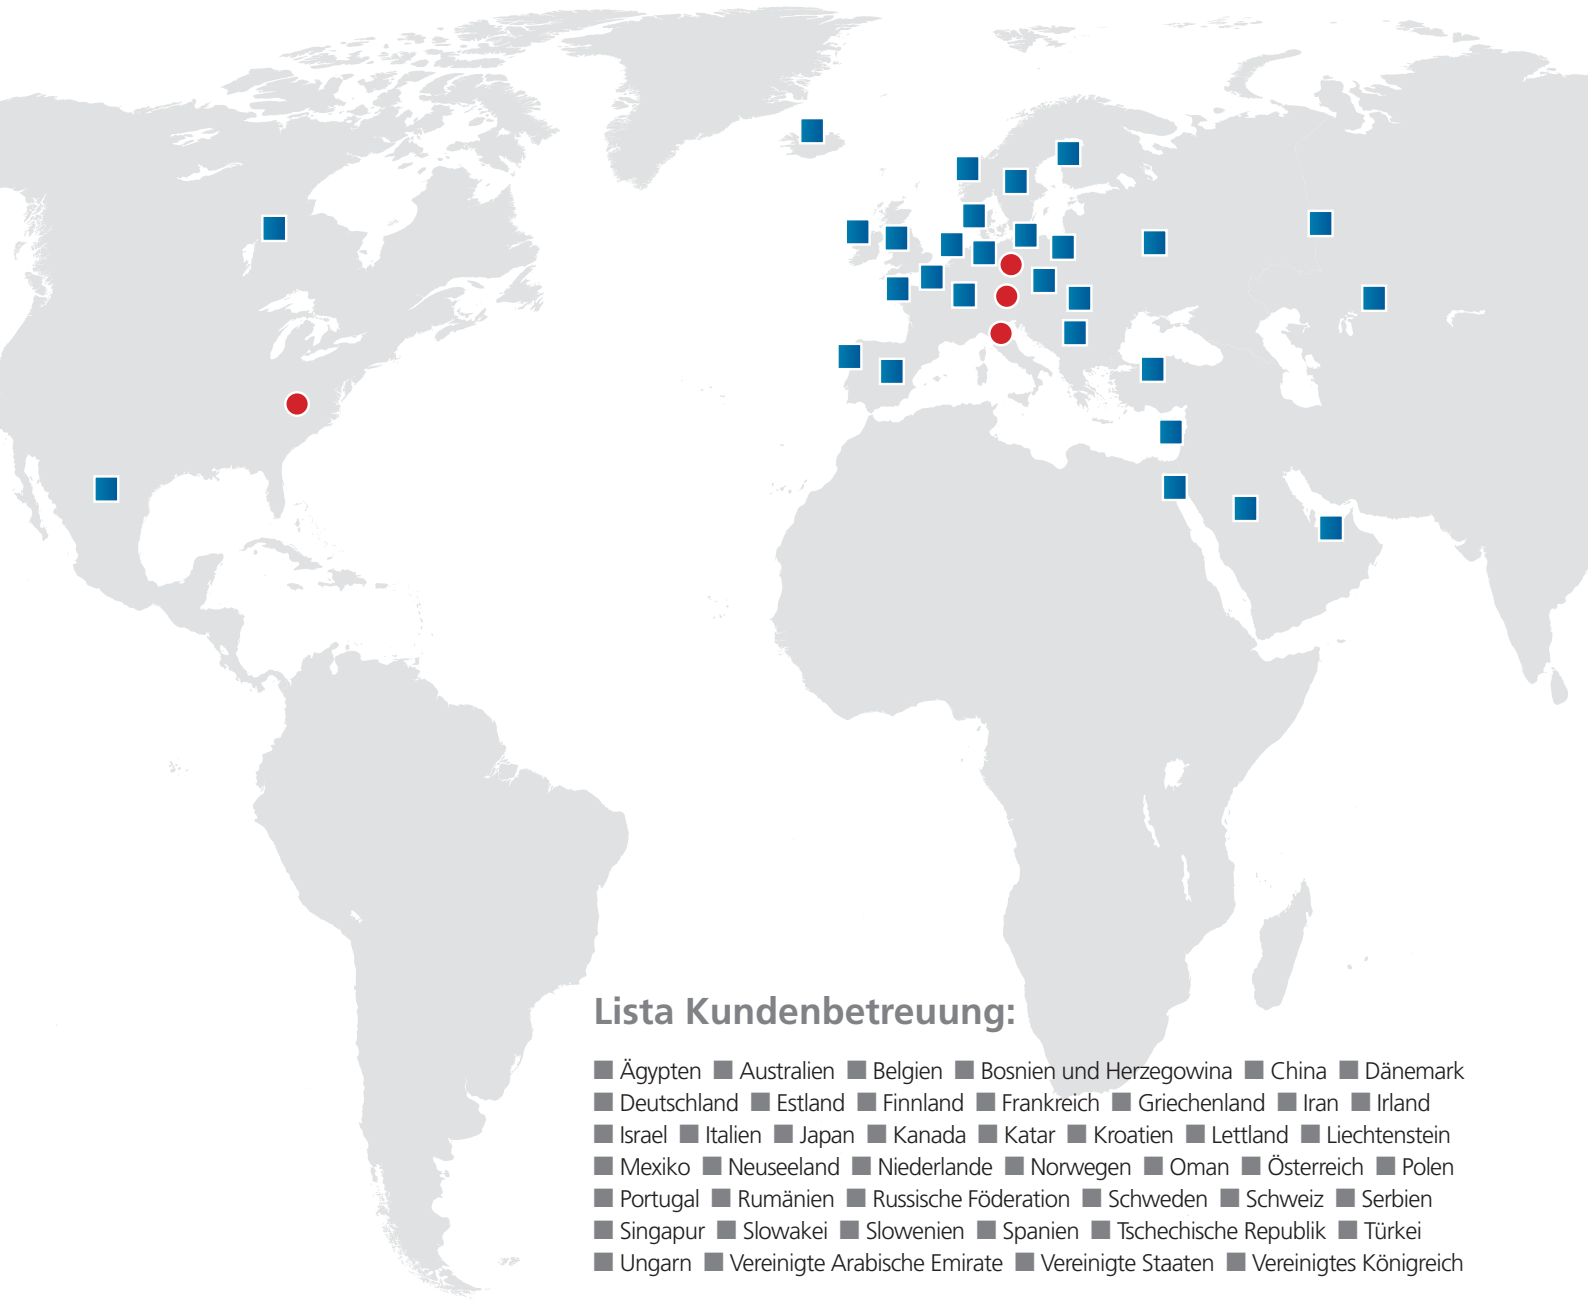 Lista Kundenbetreuung:
■ Ägypten ■ Australien ■ Belgien ■ Bosnien und Herzegowina ■ China ■ Dänemark
■ Deutschland ■ Estland ■ Finnland ■ Frankreich ■ Griechenland ■ Iran ■ Irland
■ Israel ■ Italien ■ Japan ■ Kanada ■ Katar ■ Kroatien ■ Lettland ■ Liechtenstein
■ Mexiko ■ Neuseeland ■ Niederlande ■ Norwegen ■ Oman ■ Österreich ■ Polen
■ Portugal ■ Rumänien ■ Russische Föderation ■ Schweden ■ Schweiz ■ Serbien
■ Singapur ■ Slowakei ■ Slowenien ■ Spanien ■ Tschechische Republik ■ Türkei
■ Ungarn ■ Vereinigte Arabische Emirate ■ Vereinigte Staaten ■ Vereinigtes Königreich